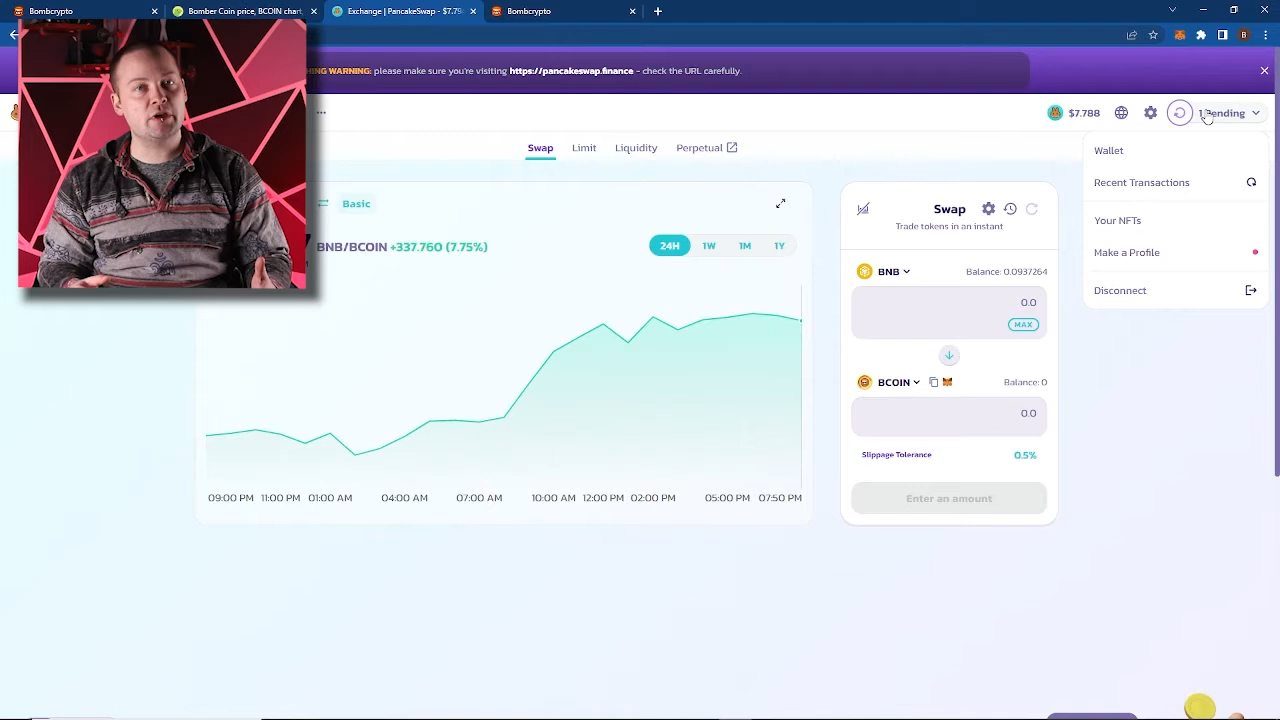 Bombcrypto
Bomber Coin price, BCOIN chart,
Exchange | PancakeSwap - $7.78
Bombcrypto
HING WARNING: please make sure you're visiting https://pancakeswap.finance - check the URL carefully.
$7.788
1 Pending
Swap Limit Liquidity Perpetual
Wallet
Recent Transactions
Your NFTs
Make a Profile
Disconnect
Basic
BNB/BCOIN +337.760 (7.75%)
24H 1W 1M 1Y
09:00 PM 11:00 PM 01:00 AM 04:00 AM 07:00 AM 10:00 AM 12:00 PM 02:00 PM 05:00 PM 07:50 PM
Swap
Trade tokens in an instant
BNB Balance: 0.0937264
0.0
MAX
BCOIN Balance: 0
0.0
Slippage Tolerance 0.5%
Enter an amount